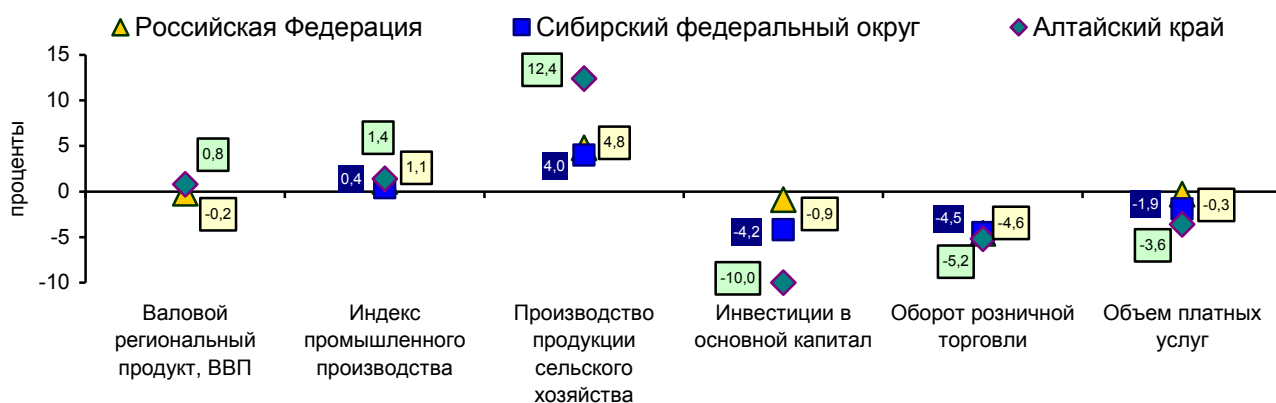 Российская Федерация Сибирский федеральный округ Алтайский край
проценты
15
10
5
0
-5
-10
0,8
-0,2
1,4
0,4
1,1
12,4
4,0
4,8
-4,2
-0,9
-10,0
-4,5
-4,6
-5,2
-1,9
-0,3
-3,6
Валовой
региональный
продукт, ВВП
Индекс
промышленного
производства
Производство
продукции
сельского
хозяйства
Инвестиции в
основной капитал
Оборот розничной
торговли
Объем платных
услуг